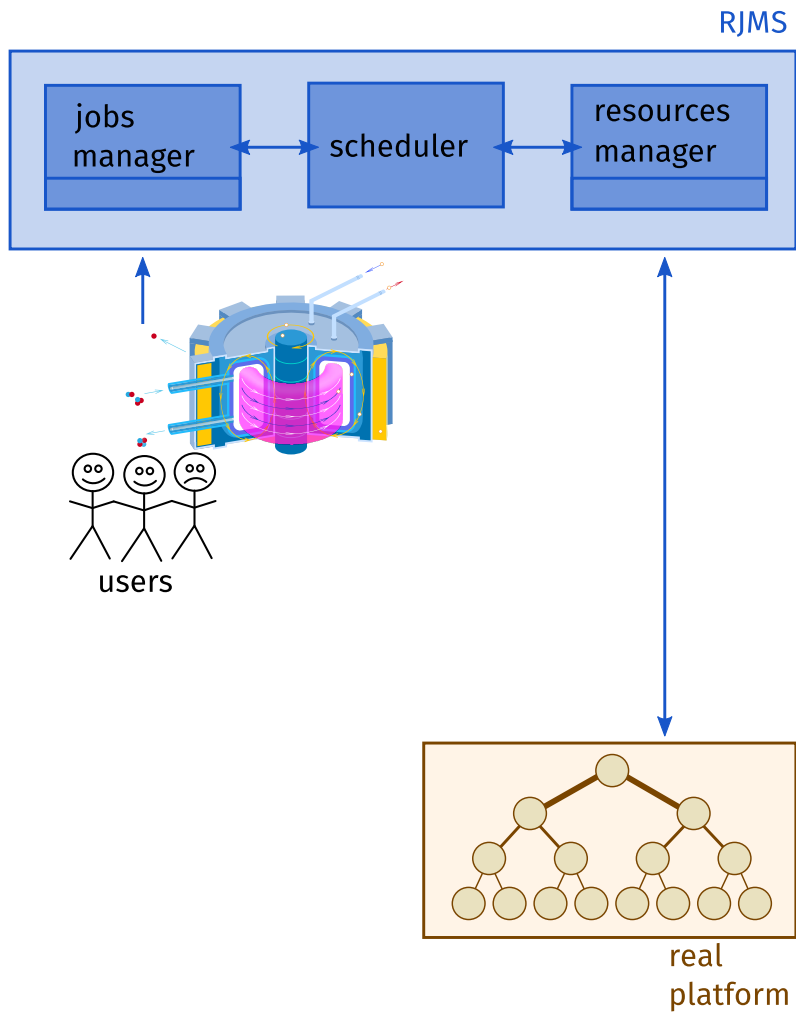 RJMS
jobs
manager
scheduler
resources
manager
users
real
platform